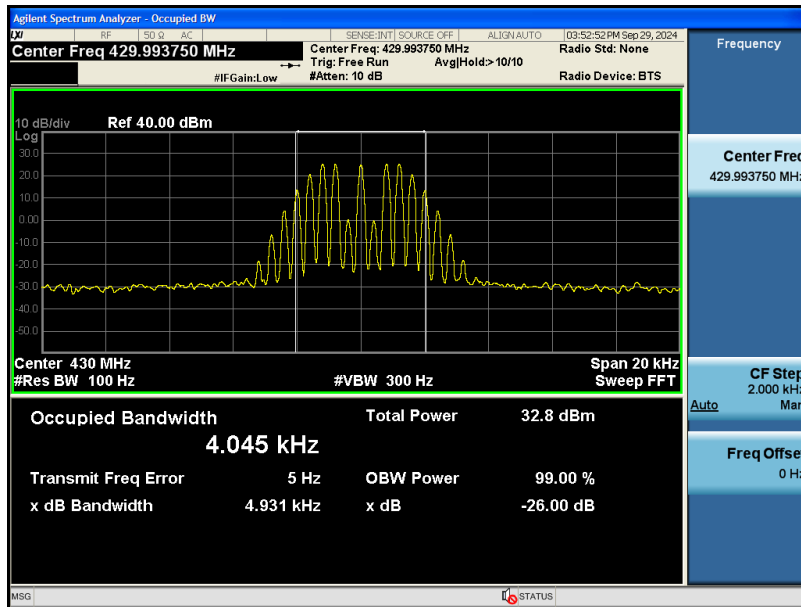 Agilent Spectrum Analyzer - Occupied BW
LXI RF 50 Ω AC SENSE:INT SOURCE OFF ALIGN AUTO 03:52:52 PM Sep 29, 2024
Center Freq 429.993750 MHz
Center Freq: 429.993750 MHz
Radio Std: None
Trig: Free Run Avg|Hold:> 10/10
#IFGain:Low
#Atten: 10 dB
Radio Device: BTS
10 dB/div Ref 40.00 dBm
Log
30.0
20.0
10.0
0.00
-10.0
-20.0
-30.0
-40.0
-50.0
Center 430 MHz
Span 20 kHz
#Res BW 100 Hz
#VBW 300 Hz
Sweep FFT
Occupied Bandwidth
4.045 kHz
Total Power 32.8 dBm
Transmit Freq Error 5 Hz
OBW Power 99.00 %
x dB Bandwidth 4.931 kHz
x dB -26.00 dB
MSG
STATUS
Frequency
Center Freq
429.993750 MHz
CF Step
2.000 kHz
Auto Man
Freq Offset
0 Hz